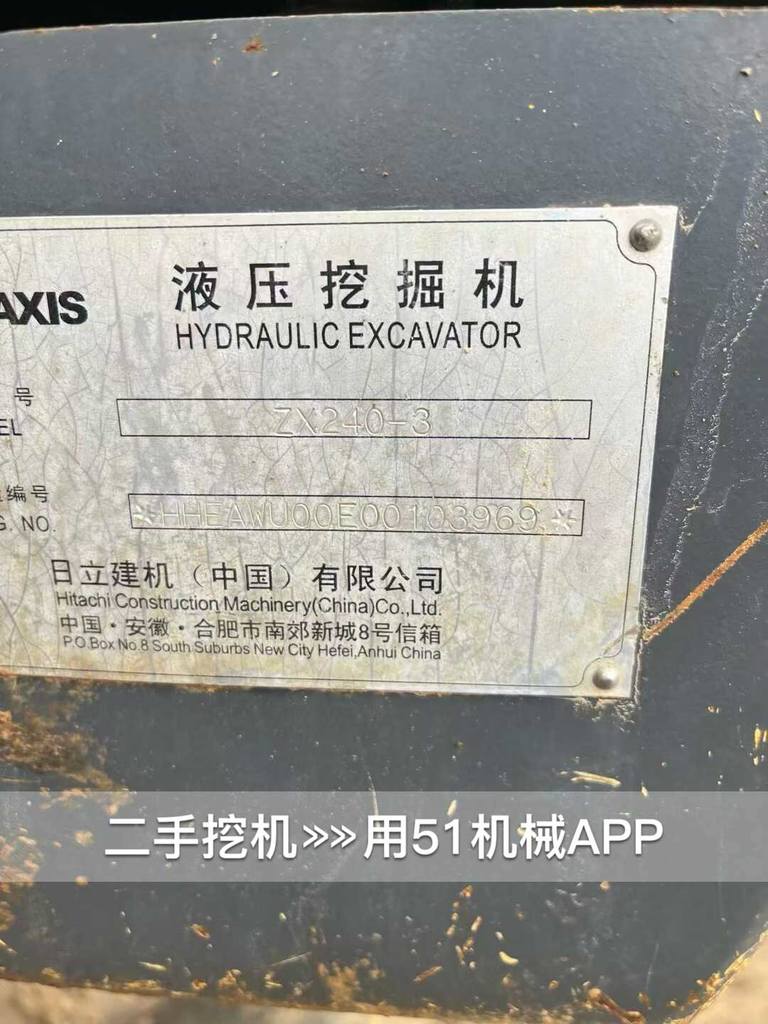 AXIS
液压挖掘机
HYDRAULIC EXCAVATOR
号
EL
ZX240-3
编号
G. NO.
*HHEAWU00E00103969*
日立建机（中国）有限公司
Hitachi Construction Machinery(China)Co.,Ltd.
中国·安徽·合肥市南郊新城8号信箱
P.O.Box No.8 South Suburbs New City Hefei,Anhui China
二手挖机»»用51机械APP